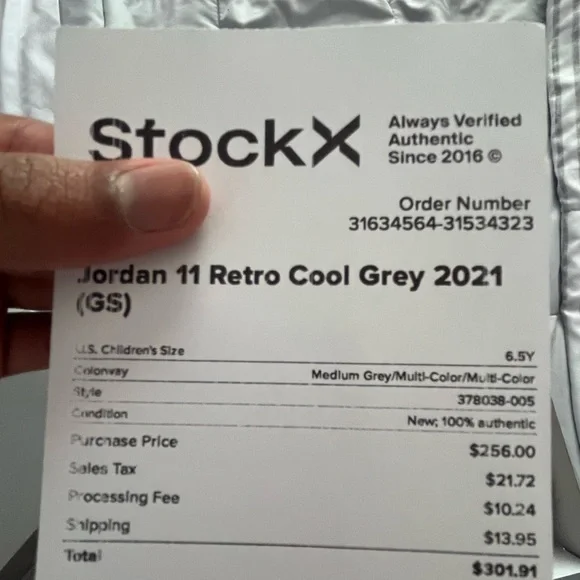 StockX
Always Verified
Authentic
Since 2016 ©
Order Number
31634564-31534323
Jordan 11 Retro Cool Grey 2021
(GS)
U.S. Children's Size 6.5Y
Colorway Medium Grey/Multi-Color/Multi-Color
Style 378038-005
Condition New; 100% authentic
Purchase Price $256.00
Sales Tax $21.72
Processing Fee $10.24
Shipping $13.95
Total $301.91